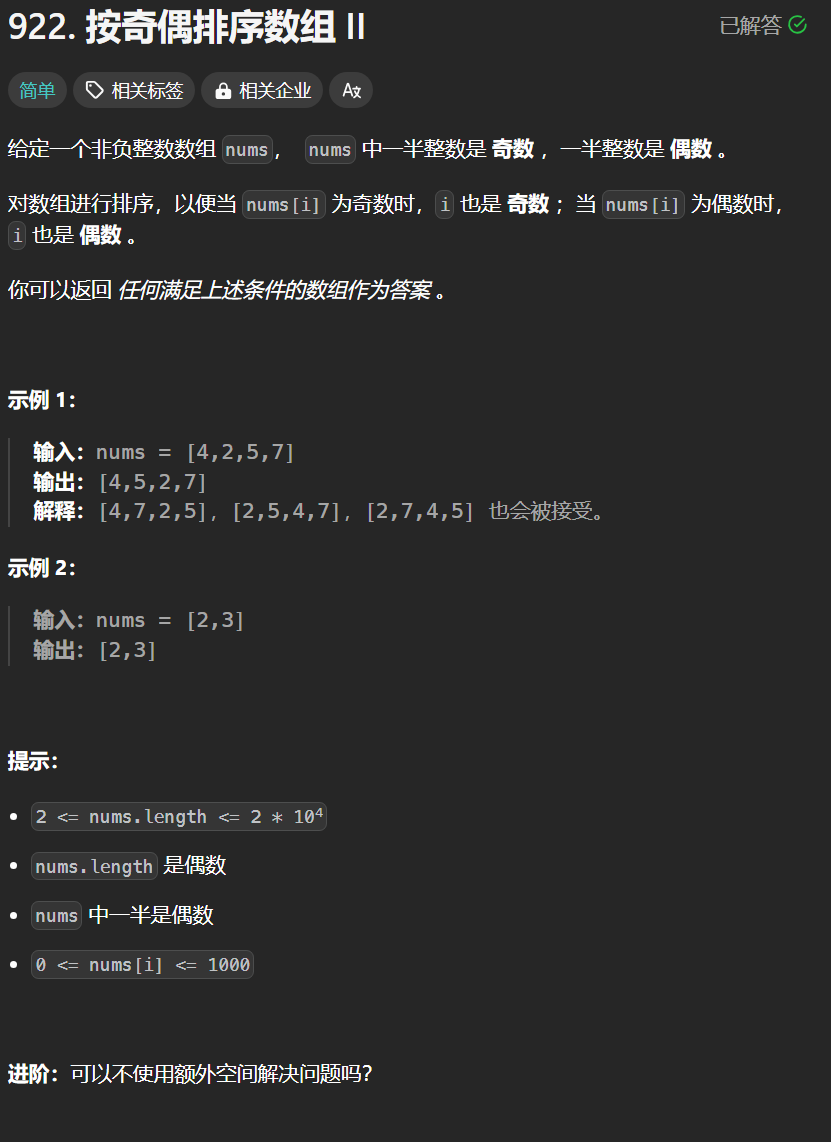 922. 按奇偶排序数组 II
已解答
简单 相关标签 相关企业
给定一个非负整数数组 nums， nums 中一半整数是 奇数 ，一半整数是 偶数 。
对数组进行排序，以便当 nums[i] 为奇数时，i 也是 奇数 ；当 nums[i] 为偶数时，
i 也是 偶数 。
你可以返回 任何满足上述条件的数组作为答案 。
示例 1：
输入：nums = [4,2,5,7]
输出：[4,5,2,7]
解释：[4,7,2,5]，[2,5,4,7]，[2,7,4,5] 也会被接受。
示例 2：
输入：nums = [2,3]
输出：[2,3]
提示：
2 <= nums.length <= 2 * 10⁴
nums.length 是偶数
nums 中一半是偶数
0 <= nums[i] <= 1000
进阶：可以不使用额外空间解决问题吗？